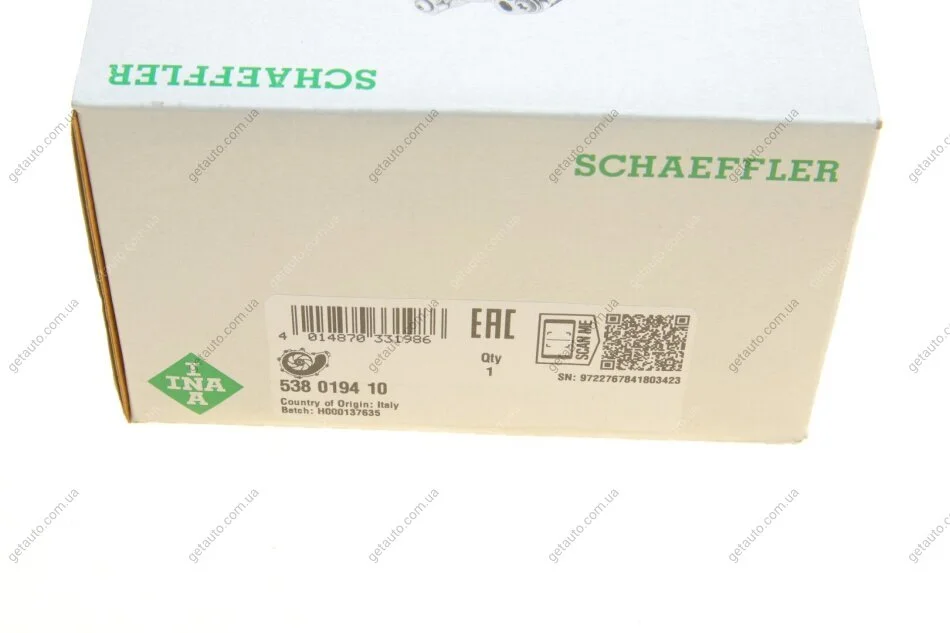 SCHAEFFLER
SCHAEFFLER
4 014870 331986
EAC
SCAN ME
Qty
1
SN: 9722767841803423
INA
INA
538 0194 10
Country of Origin: Italy
Batch: H000137635
getauto.com.ua